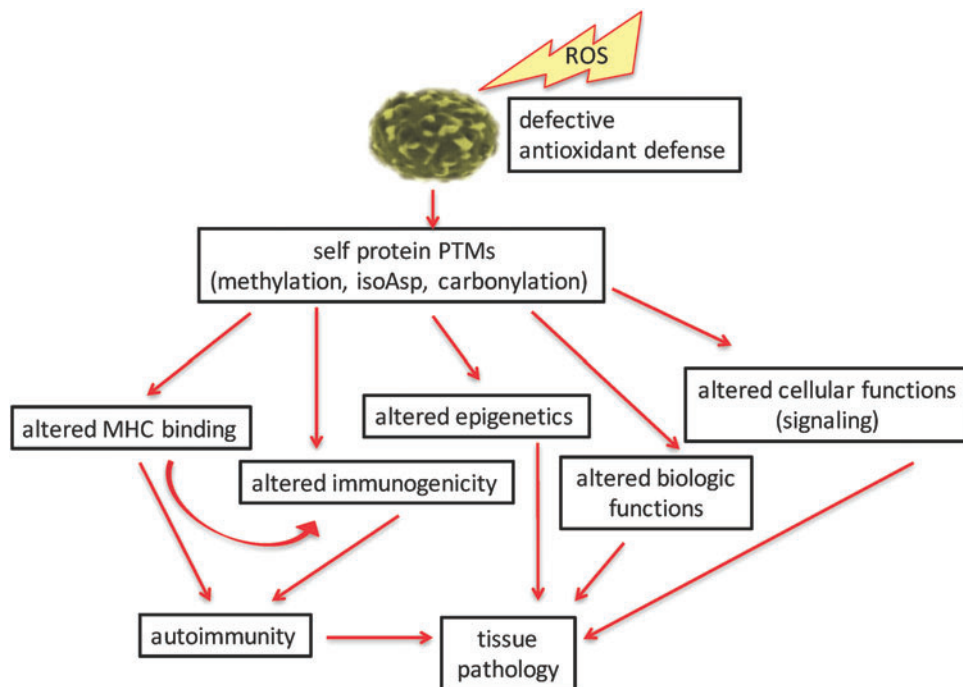 ROS
defective
antioxidant defense
self protein PTMs
(methylation, isoAsp, carbonylation)
altered MHC binding
altered immunogenicity
altered epigenetics
altered biologic
functions
altered cellular functions
(signaling)
autoimmunity
tissue
pathology